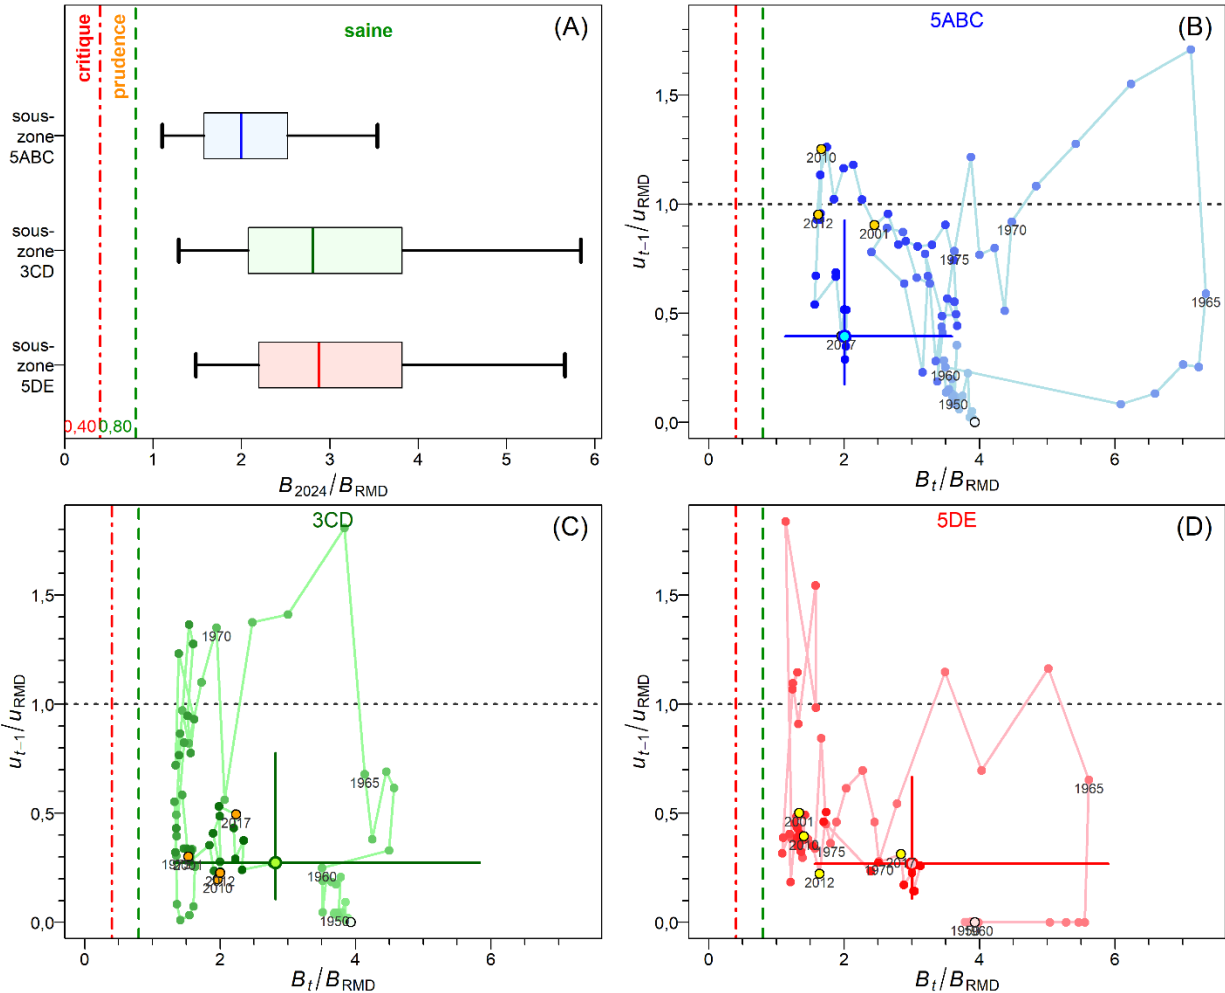 critique
prudence
saine
(A)
sous-
zone
5ABC
sous-
zone
3CD
sous-
zone
5DE
0,40 0,80
0 1 2 3 4 5 6
B2024/BRMD
5ABC
(B)
ut−1/uRMD
1,5
1,0
0,5
0,0
2010
2012
2001
1975
1970
1965
1960
1950
0 2 4 6
Bt/BRMD
3CD
(C)
ut−1/uRMD
1,5
1,0
0,5
0,0
1970
1965
2017
2001
2012
2010
1960
1950
0 2 4 6
Bt/BRMD
5DE
(D)
ut−1/uRMD
1,5
1,0
0,5
0,0
1965
2001
2010
1975
2012
1970
1960
0 2 4 6
Bt/BRMD